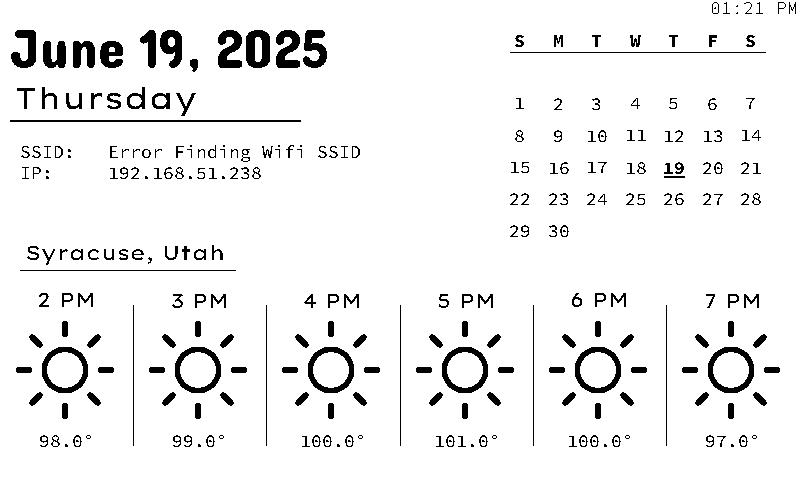 01:21 PM
June 19, 2025
Thursday
SSID: Error Finding Wifi SSID
IP: 192.168.51.238
S M T W T F S
1 2 3 4 5 6 7
8 9 10 11 12 13 14
15 16 17 18 19 20 21
22 23 24 25 26 27 28
29 30
Syracuse, Utah
2 PM 3 PM 4 PM 5 PM 6 PM 7 PM
98.0° 99.0° 100.0° 101.0° 100.0° 97.0°